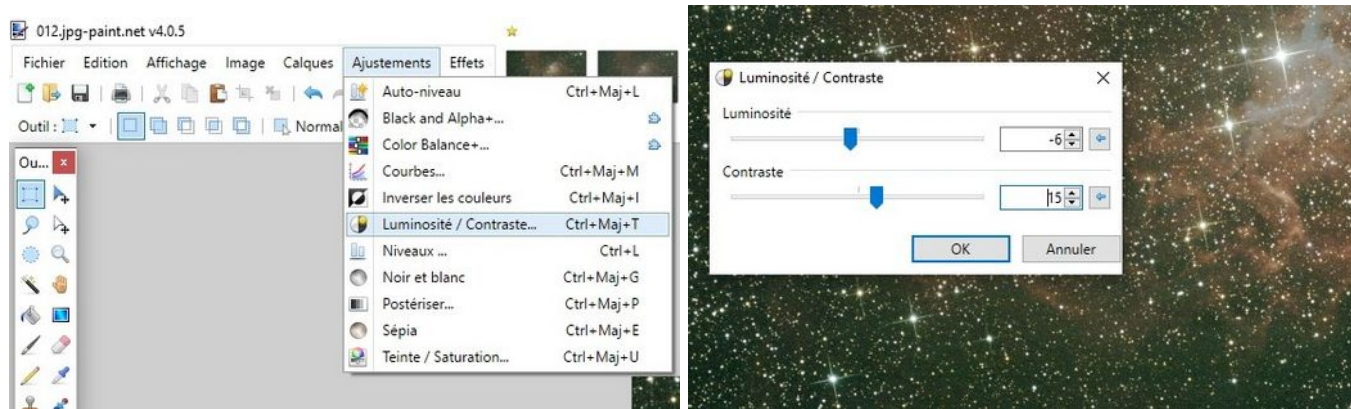 012.jpg-paint.net v4.0.5
Fichier Edition Affichage Image Calques Ajustements Effets
Outil : Normal
Ou...
Auto-niveau Ctrl+Maj+L
Black and Alpha+...
Color Balance+...
Courbes... Ctrl+Maj+M
Inverser les couleurs Ctrl+Maj+I
Luminosité / Contraste... Ctrl+Maj+T
Niveaux ... Ctrl+L
Noir et blanc Ctrl+Maj+G
Postériser... Ctrl+Maj+P
Sépia Ctrl+Maj+E
Teinte / Saturation... Ctrl+Maj+U
Luminosité / Contraste
Luminosité
-6
Contraste
15
OK Annuler